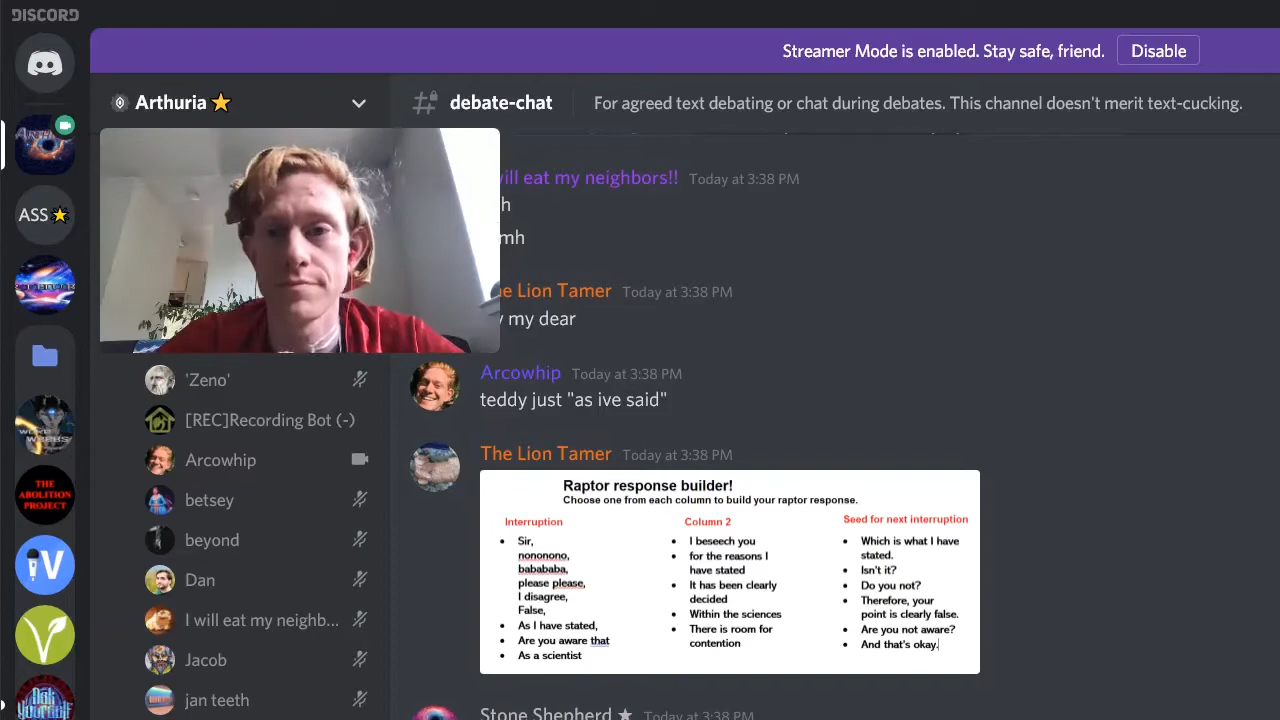 DISCORD
Streamer Mode is enabled. Stay safe, friend.
Disable
Arthuria
debate-chat
For agreed text debating or chat during debates. This channel doesn't merit text-cucking.
ASS
will eat my neighbors!!
Today at 3:38 PM
mh
The Lion Tamer
Today at 3:38 PM
my dear
Arcowhip
Today at 3:38 PM
teddy just "as ive said"
The Lion Tamer
Today at 3:38 PM
Raptor response builder!
Choose one from each column to build your raptor response.
Interruption
Sir,
nononono,
babababa,
please please,
I disagree,
False,
As I have stated,
Are you aware that
As a scientist
Column 2
I beseech you
for the reasons I
have stated
It has been clearly
decided
Within the sciences
There is room for
contention
Seed for next interruption
Which is what I have
stated.
Isn't it?
Do you not?
Therefore, your
point is clearly false.
Are you not aware?
And that's okay.
Stone Shepherd
Today at 3:38 PM
'Zeno'
[REC]Recording Bot (-)
Arcowhip
betsey
beyond
Dan
I will eat my neighb...
Jacob
jan teeth
THE
ABOLITION
PROJECT
V